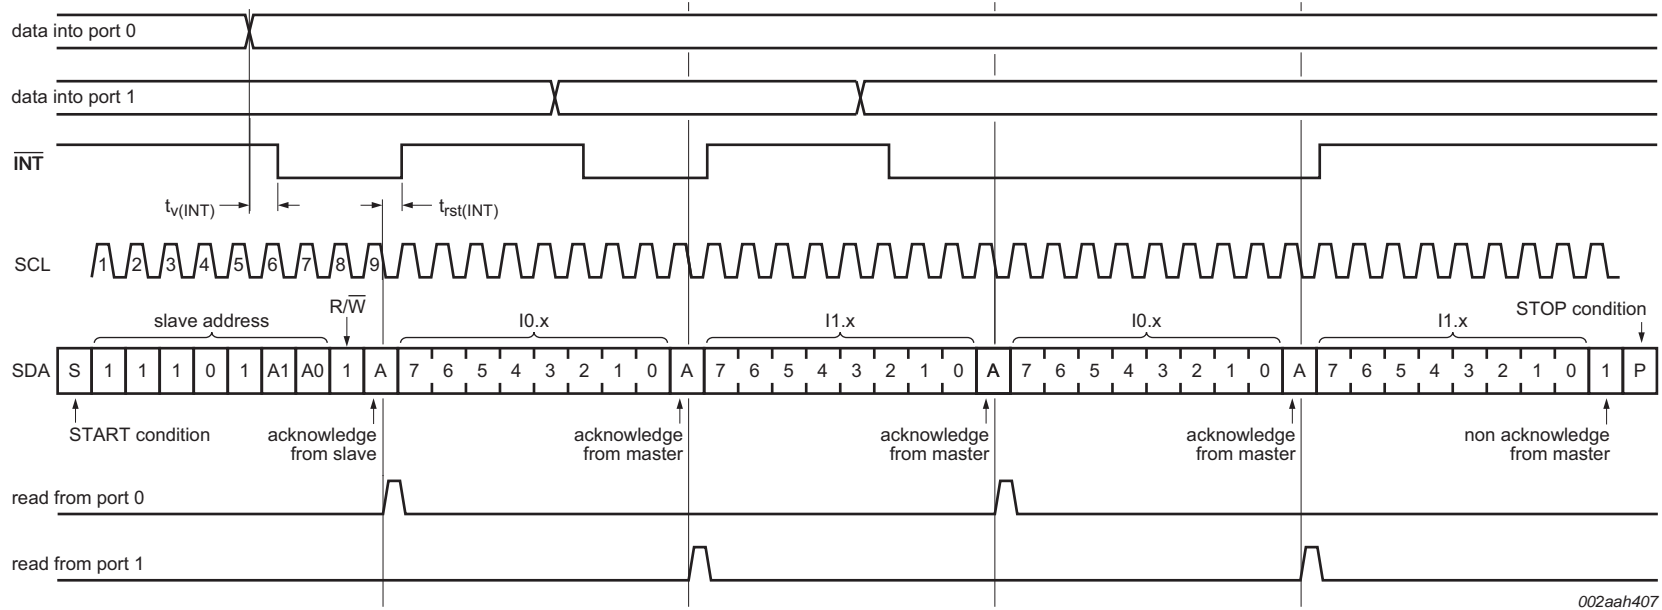 data into port 0
data into port 1
INT
tv(INT)
trst(INT)
SCL
1 2 3 4 5 6 7 8 9
R/W
STOP condition
slave address
I0.x
I1.x
I0.x
I1.x
SDA S 1 1 1 0 1 A1 A0 1 A 7 6 5 4 3 2 1 0 A 7 6 5 4 3 2 1 0 A 7 6 5 4 3 2 1 0 A 7 6 5 4 3 2 1 0 1 P
START condition
acknowledge
from slave
acknowledge
from master
acknowledge
from master
acknowledge
from master
non acknowledge
from master
read from port 0
read from port 1
002aah407